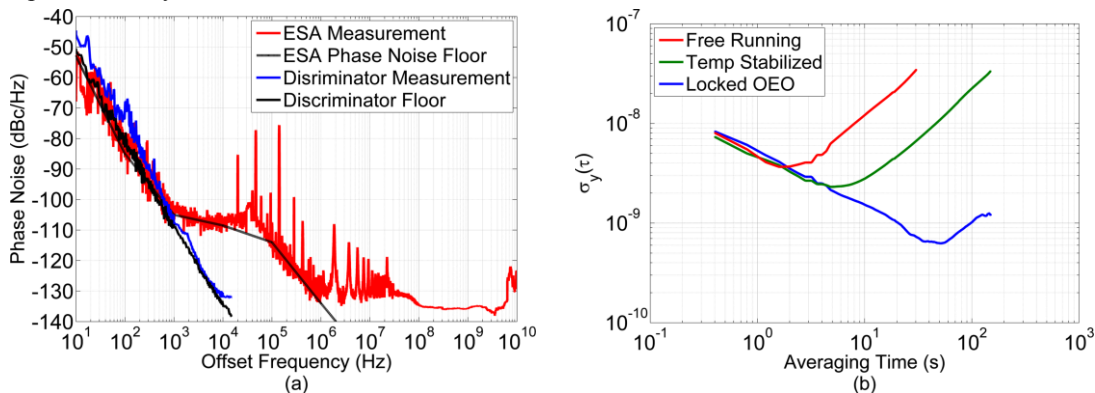 -40
-50
-60
-70
-80
-90
-100
-110
-120
-130
-140
Phase Noise (dBc/Hz)
ESA Measurement
ESA Phase Noise Floor
Disriminator Measurement
Discriminator Floor
10^1 10^2 10^3 10^4 10^5 10^6 10^7 10^8 10^9 10^10
Offset Frequency (Hz)
(a)
10^-7
10^-8
10^-9
10^-10
σ_y(τ)
Free Running
Temp Stabilized
Locked OEO
10^-1 10^0 10^1 10^2 10^3
Averaging Time (s)
(b)